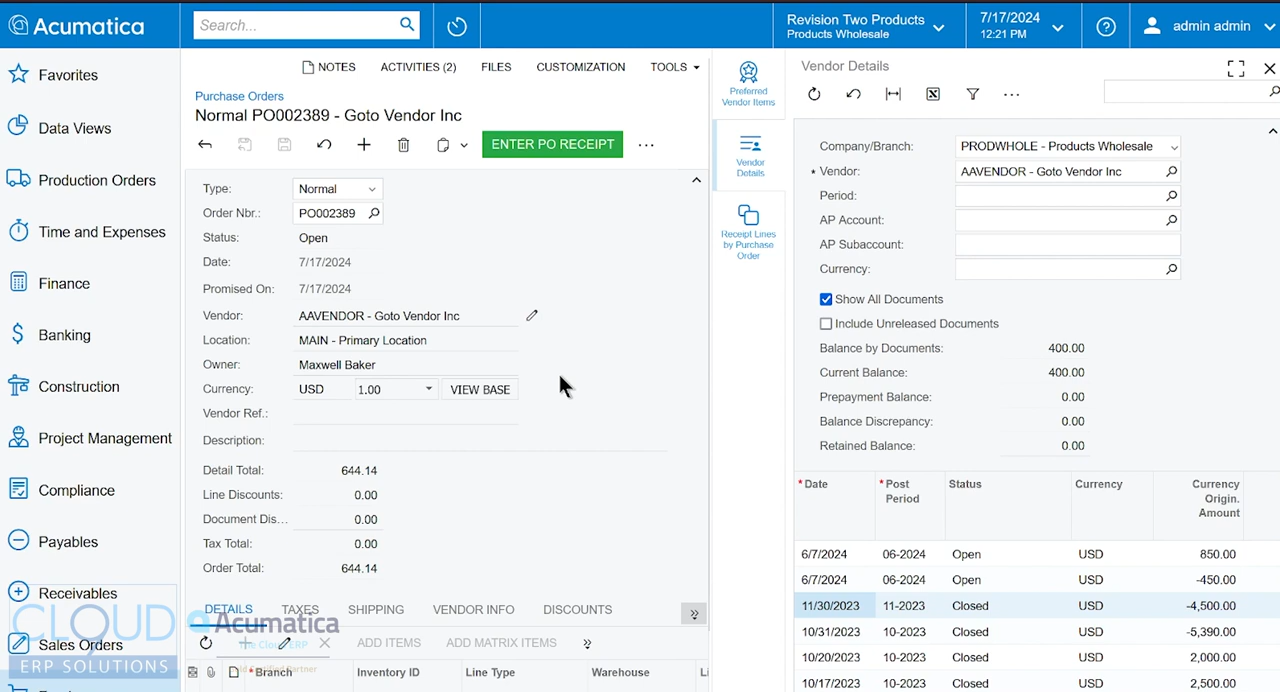 Acumatica
Search...
Revision Two Products
Products Wholesale
7/17/2024
12:21 PM
admin admin
Favorites
Data Views
Production Orders
Time and Expenses
Finance
Banking
Construction
Project Management
Compliance
Payables
Receivables
Sales Orders
CLOUD
ERP SOLUTIONS
NOTES ACTIVITIES (2) FILES CUSTOMIZATION TOOLS
Purchase Orders
Normal PO002389 - Goto Vendor Inc
ENTER PO RECEIPT
Type: Normal
Order Nbr.: PO002389
Status: Open
Date: 7/17/2024
Promised On: 7/17/2024
Vendor: AAVENDOR - Goto Vendor Inc
Location: MAIN - Primary Location
Owner: Maxwell Baker
Currency: USD 1.00 VIEW BASE
Vendor Ref.:
Description:
Detail Total: 644.14
Line Discounts: 0.00
Document Dis... 0.00
Tax Total: 0.00
Order Total: 644.14
DETAILS TAXES SHIPPING VENDOR INFO DISCOUNTS
Acumatica
The Cloud ERP
ADD ITEMS ADD MATRIX ITEMS
Partner
* Branch Inventory ID Line Type Warehouse Li
Preferred
Vendor Items
Vendor
Details
Receipt Lines
by Purchase
Order
Vendor Details
Company/Branch: PRODWHOLE - Products Wholesale
* Vendor: AAVENDOR - Goto Vendor Inc
Period:
AP Account:
AP Subaccount:
Currency:
Show All Documents
Include Unreleased Documents
Balance by Documents: 400.00
Current Balance: 400.00
Prepayment Balance: 0.00
Balance Discrepancy: 0.00
Retained Balance: 0.00
* Date * Post Period Status Currency Currency Origin. Amount
6/7/2024 06-2024 Open USD 850.00
6/7/2024 06-2024 Open USD -450.00
11/30/2023 11-2023 Closed USD -4,500.00
10/31/2023 10-2023 Closed USD -5,390.00
10/20/2023 10-2023 Closed USD 2,000.00
10/17/2023 10-2023 Closed USD 2,500.00